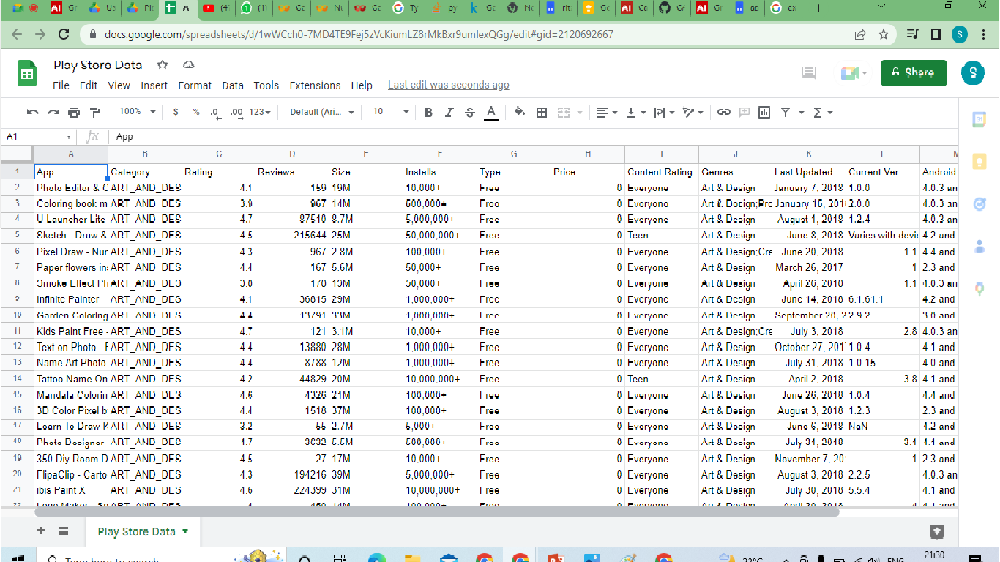 docs.google.com/spreadsheets/d/1wWCch0-7MD4TE9Fej5zVcKiumLZ8rMkBxr9umIexQGg/edit#gid=2120692667
Play Store Data
File Edit View Insert Format Data Tools Extensions Help Last edit was seconds ago
Share
100% $ % .0 .00 123 Default (Ari... 10 B I S A
A1 fx App
A B C D E F G H I J K L M
1 App Category Rating Reviews Size Installs Type Price Content Rating Genres Last Updated Current Ver Android
2 Photo Editor & C ART_AND_DES 4.1 159 19M 10,000+ Free 0 Everyone Art & Design January 7, 2018 1.0.0 4.0.3 an
3 Coloring book m ART_AND_DES 3.9 967 14M 500,000+ Free 0 Everyone Art & Design;Pre January 15, 201 2.0.0 4.0.3 an
4 U Launcher Lite ART_AND_DES 4.7 87510 8.7M 5,000,000+ Free 0 Everyone Art & Design August 1, 2018 1.2.4 4.0.3 an
5 Sketch - Draw & ART_AND_DES 4.5 215644 25M 50,000,000+ Free 0 Teen Art & Design June 8, 2018 Varies with devi 4.2 and
6 Pixel Draw - Nur ART_AND_DES 4.3 967 2.8M 100,000+ Free 0 Everyone Art & Design;Cre June 20, 2018 1.1 4.4 and
7 Paper flowers in ART_AND_DES 4.4 167 5.6M 50,000+ Free 0 Everyone Art & Design March 26, 2017 1 2.3 and
8 Smoke Effect Ph ART_AND_DES 3.8 178 19M 50,000+ Free 0 Everyone Art & Design April 26, 2018 1.1 4.0.3 an
9 Infinite Painter ART_AND_DES 4.1 36815 29M 1,000,000+ Free 0 Everyone Art & Design June 14, 2018 6.1.61.1 4.2 and
10 Garden Coloring ART_AND_DES 4.4 13791 33M 1,000,000+ Free 0 Everyone Art & Design September 20, 2 2.9.2 3.0 and
11 Kids Paint Free - ART_AND_DES 4.7 121 3.1M 10,000+ Free 0 Everyone Art & Design;Cre July 3, 2018 2.8 4.0.3 an
12 Text on Photo - F ART_AND_DES 4.4 13880 28M 1,000,000+ Free 0 Everyone Art & Design October 27, 201 1.0.4 4.1 and
13 Name Art Photo ART_AND_DES 4.4 8788 12M 1,000,000+ Free 0 Everyone Art & Design July 31, 2018 1.0.15 4.0 and
14 Tattoo Name On ART_AND_DES 4.2 44829 20M 10,000,000+ Free 0 Teen Art & Design April 2, 2018 3.8 4.1 and
15 Mandala Colorin ART_AND_DES 4.6 4326 21M 100,000+ Free 0 Everyone Art & Design June 26, 2018 1.0.4 4.4 and
16 3D Color Pixel b ART_AND_DES 4.4 1518 37M 100,000+ Free 0 Everyone Art & Design August 3, 2018 1.2.3 2.3 and
17 Learn To Draw K ART_AND_DES 3.2 55 2.7M 5,000+ Free 0 Everyone Art & Design June 6, 2018 NaN 4.2 and
18 Photo Designer - ART_AND_DES 4.7 3632 5.5M 500,000+ Free 0 Everyone Art & Design July 31, 2018 3.1 4.1 and
19 350 Diy Room D ART_AND_DES 4.5 27 17M 10,000+ Free 0 Everyone Art & Design November 7, 20 1 2.3 and
20 FlipaClip - Carto ART_AND_DES 4.3 194216 39M 5,000,000+ Free 0 Everyone Art & Design August 3, 2018 2.2.5 4.0.3 an
21 ibis Paint X ART_AND_DES 4.6 224399 31M 10,000,000+ Free 0 Everyone Art & Design July 30, 2018 5.5.4 4.1 and
Play Store Data
Type here to search
22°C ENG 21:30